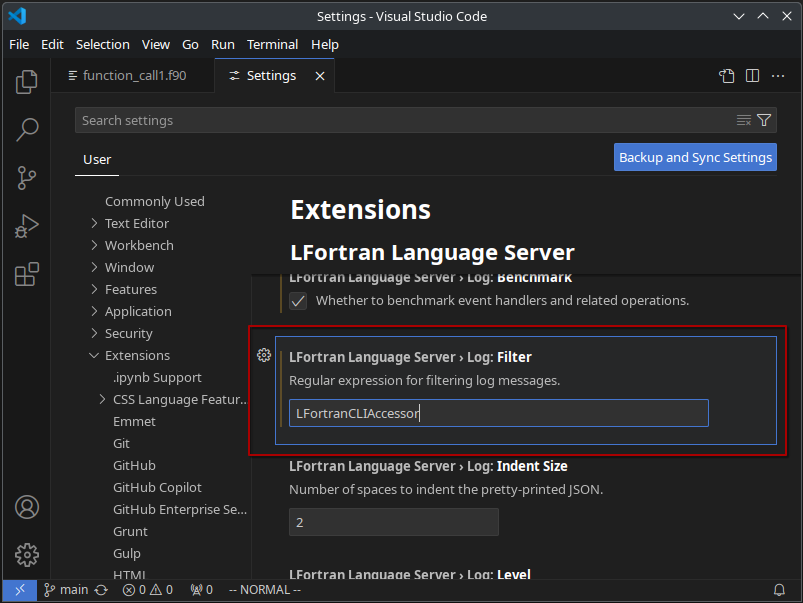 Settings - Visual Studio Code
File Edit Selection View Go Run Terminal Help
function_call1.f90 Settings
Search settings
User Backup and Sync Settings
Commonly Used
Text Editor
Workbench
Window
Features
Application
Security
Extensions
.ipynb Support
CSS Language Featur...
Emmet
Git
GitHub
GitHub Copilot
GitHub Enterprise Se...
Grunt
Gulp
HTML
Extensions
LFortran Language Server
LFortran Language Server › Log: Benchmark
Whether to benchmark event handlers and related operations.
LFortran Language Server › Log: Filter
Regular expression for filtering log messages.
LFortranCLIAccessor
LFortran Language Server › Log: Indent Size
Number of spaces to indent the pretty-printed JSON.
2
LFortran Language Server › Log: Level
main 0 0 0 -- NORMAL --